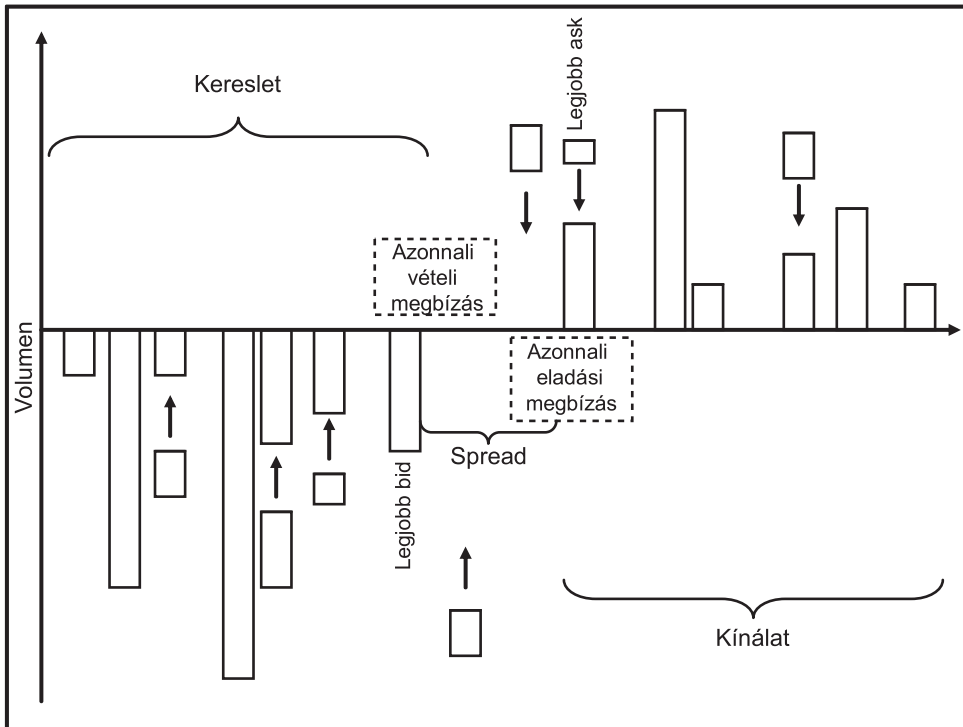 Legjobb ask
Kereslet
Azonnali
vételi
megbízás
Volumen
Azonnali
eladási
megbízás
Spread
Legjobb bid
Kínálat